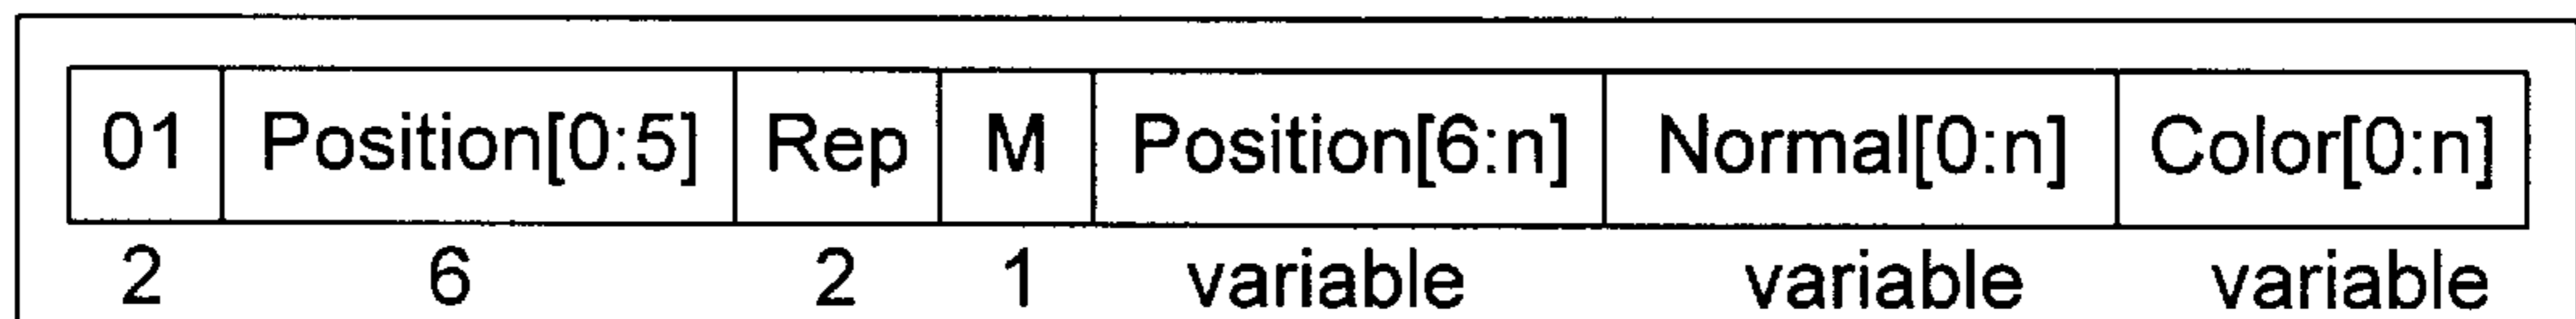 01 Position[0:5] Rep M Position[6:n] Normal[0:n] Color[0:n]
2 6 2 1 variable variable variable